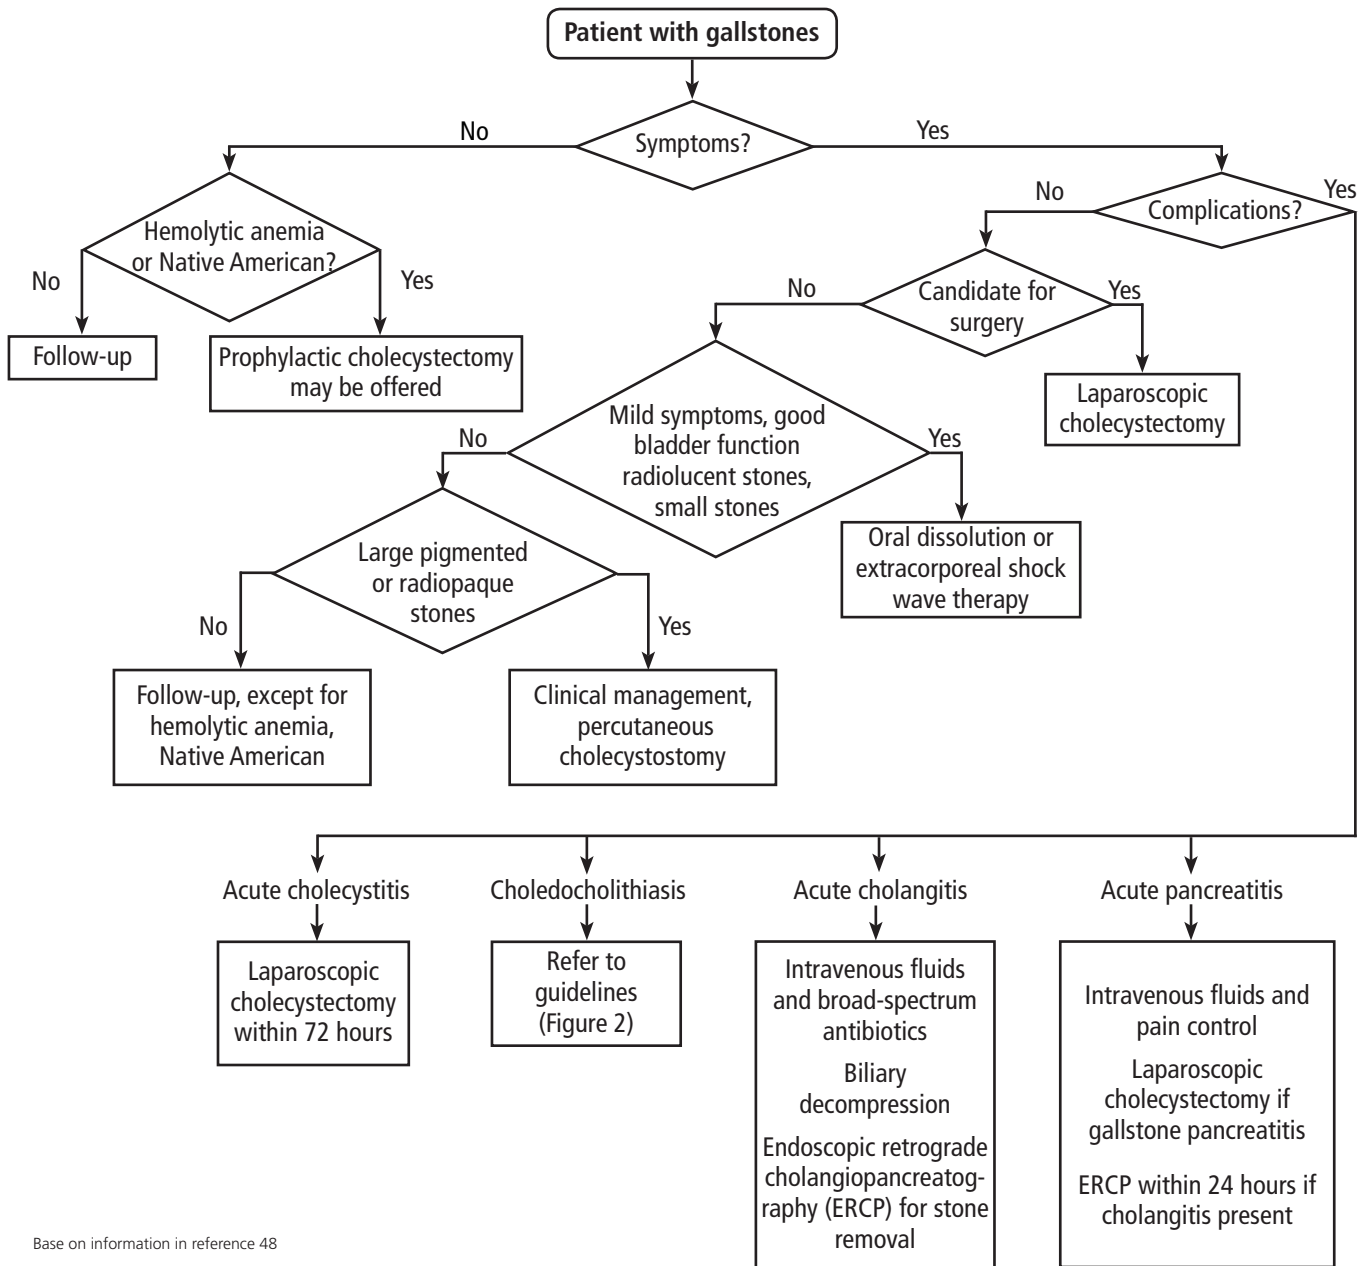 Patient with gallstones
No
Symptoms?
Yes
Hemolytic anemia
or Native American?
No
Yes
Follow-up
Prophylactic cholecystectomy
may be offered
No
Complications?
Yes
No
Candidate for
surgery
Yes
Laparoscopic
cholecystectomy
No
Mild symptoms, good
bladder function
radiolucent stones,
small stones
Yes
Oral dissolution or
extracorporeal shock
wave therapy
Large pigmented
or radiopaque
stones
No
Yes
Follow-up, except for
hemolytic anemia,
Native American
Clinical management,
percutaneous
cholecystostomy
Acute cholecystitis
Laparoscopic
cholecystectomy
within 72 hours
Choledocholithiasis
Refer to
guidelines
(Figure 2)
Acute cholangitis
Intravenous fluids
and broad-spectrum
antibiotics
Biliary
decompression
Endoscopic retrograde
cholangiopancreatog-
raphy (ERCP) for stone
removal
Acute pancreatitis
Intravenous fluids and
pain control
Laparoscopic
cholecystectomy if
gallstone pancreatitis
ERCP within 24 hours if
cholangitis present
Base on information in reference 48